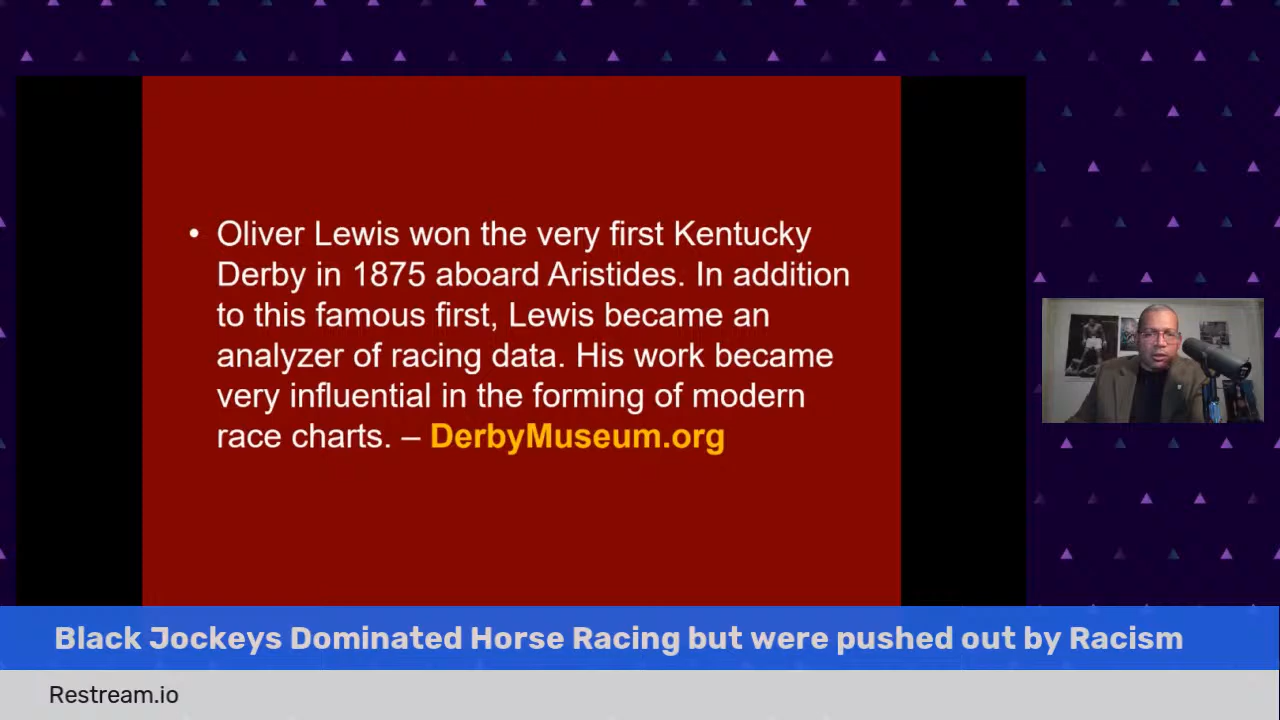 • Oliver Lewis won the very first Kentucky
Derby in 1875 aboard Aristides. In addition
to this famous first, Lewis became an
analyzer of racing data. His work became
very influential in the forming of modern
race charts. – DerbyMuseum.org
Black Jockeys Dominated Horse Racing but were pushed out by Racism
Restream.io